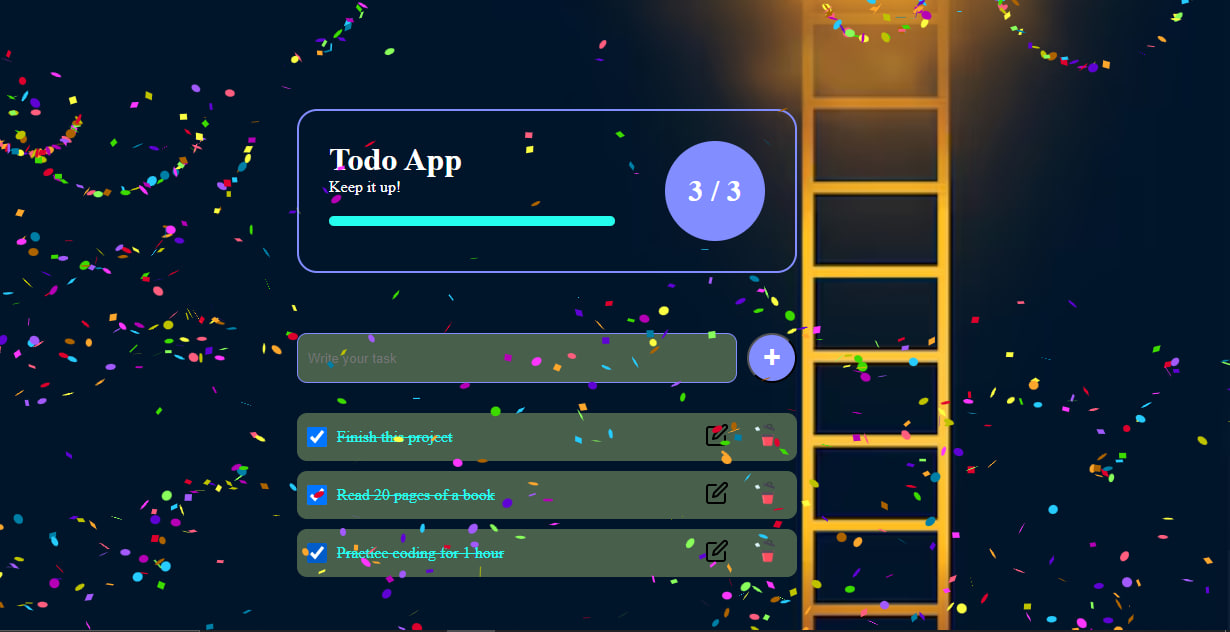 Todo App
Keep it up!
3 / 3
Write your task
+
Finish this project
Read 20 pages of a book
Practice coding for 1 hour